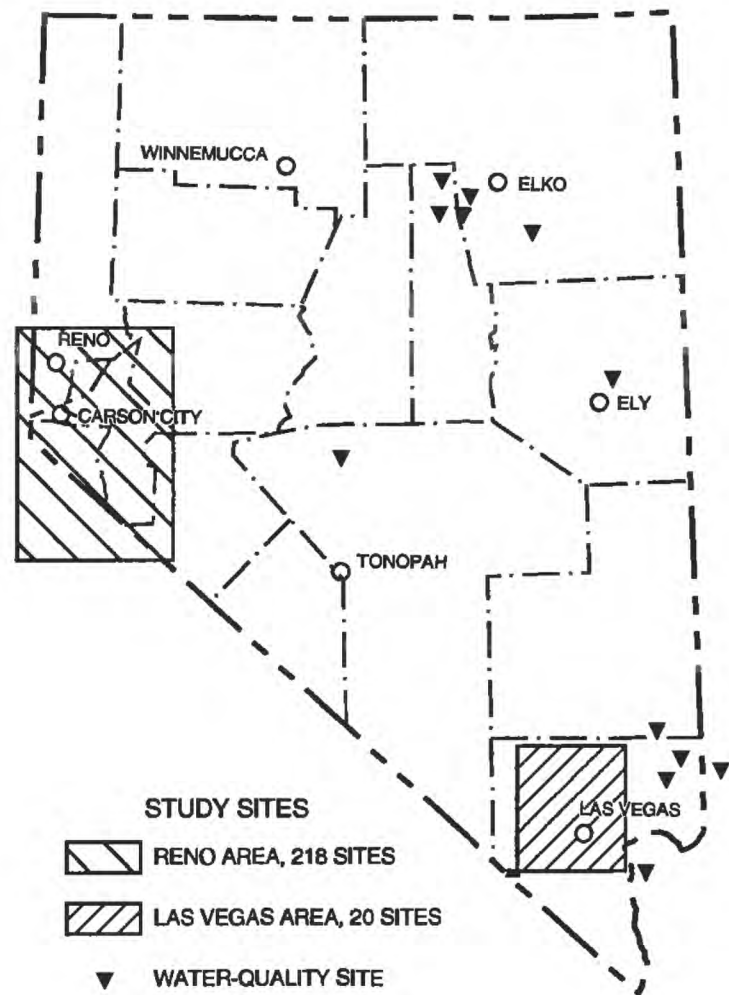 WINNEMUCCA
ELKO
RENO
CARSON CITY
ELY
TONOPAH
LAS VEGAS
STUDY SITES
RENO AREA, 218 SITES
LAS VEGAS AREA, 20 SITES
WATER-QUALITY SITE